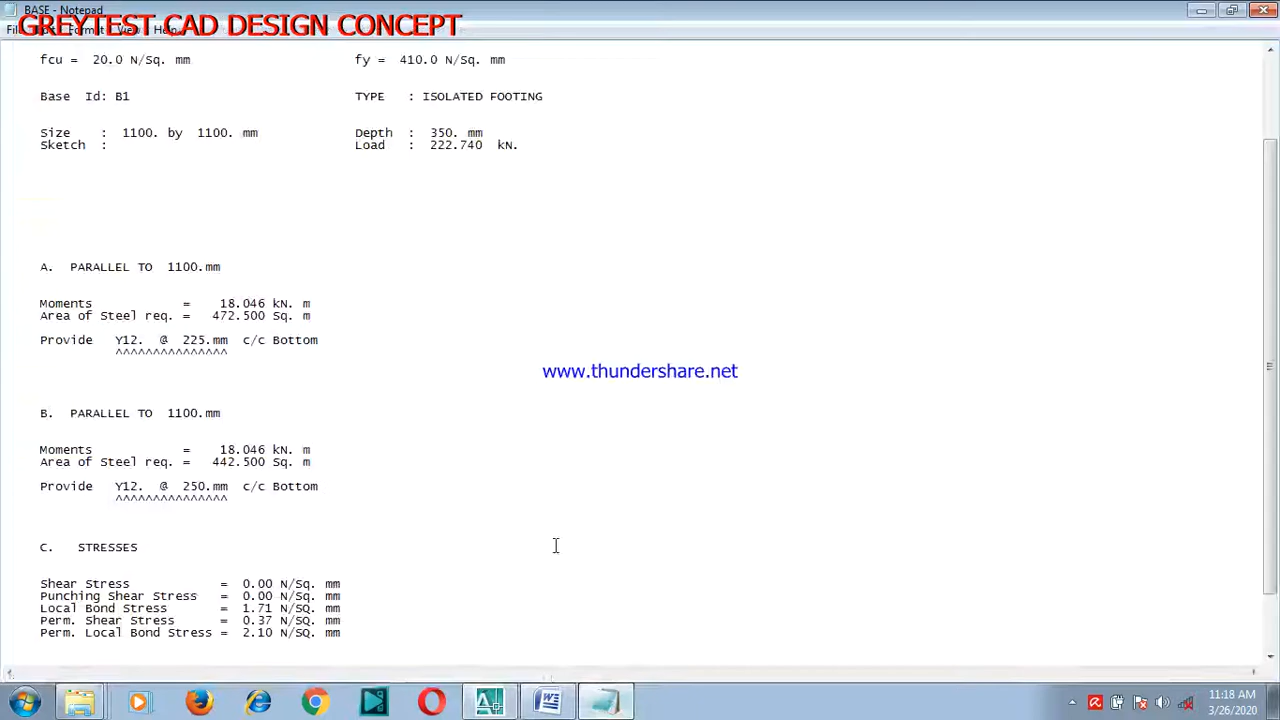 BASE - Notepad
GREYTEST CAD DESIGN CONCEPT
fcu = 20.0 N/Sq. mm fy = 410.0 N/Sq. mm
Base Id: B1 TYPE : ISOLATED FOOTING
Size : 1100. by 1100. mm Depth : 350. mm
Sketch : Load : 222.740 kN.
A. PARALLEL TO 1100.mm
Moments = 18.046 kN. m
Area of Steel req. = 472.500 Sq. m
Provide Y12. @ 225.mm c/c Bottom
^^^^^^^^^^^^^^^
www.thundershare.net
B. PARALLEL TO 1100.mm
Moments = 18.046 kN. m
Area of Steel req. = 442.500 Sq. m
Provide Y12. @ 250.mm c/c Bottom
^^^^^^^^^^^^^^^
C. STRESSES
Shear Stress = 0.00 N/Sq. mm
Punching Shear Stress = 0.00 N/Sq. mm
Local Bond Stress = 1.71 N/SQ. mm
Perm. Shear Stress = 0.37 N/SQ. mm
Perm. Local Bond Stress = 2.10 N/SQ. mm
11:18 AM
3/26/2020